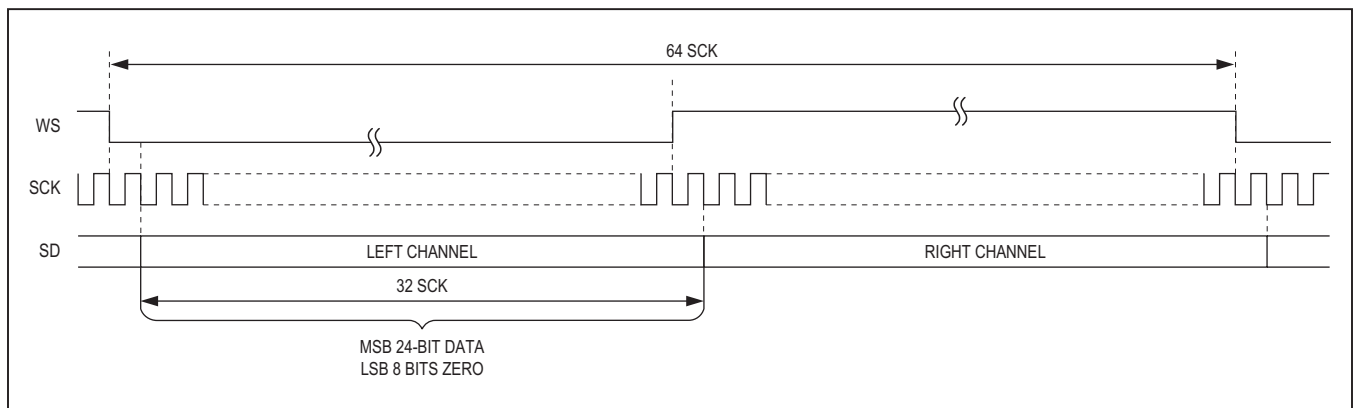 64 SCK
WS
SCK
SD
LEFT CHANNEL
RIGHT CHANNEL
32 SCK
MSB 24-BIT DATA
LSB 8 BITS ZERO